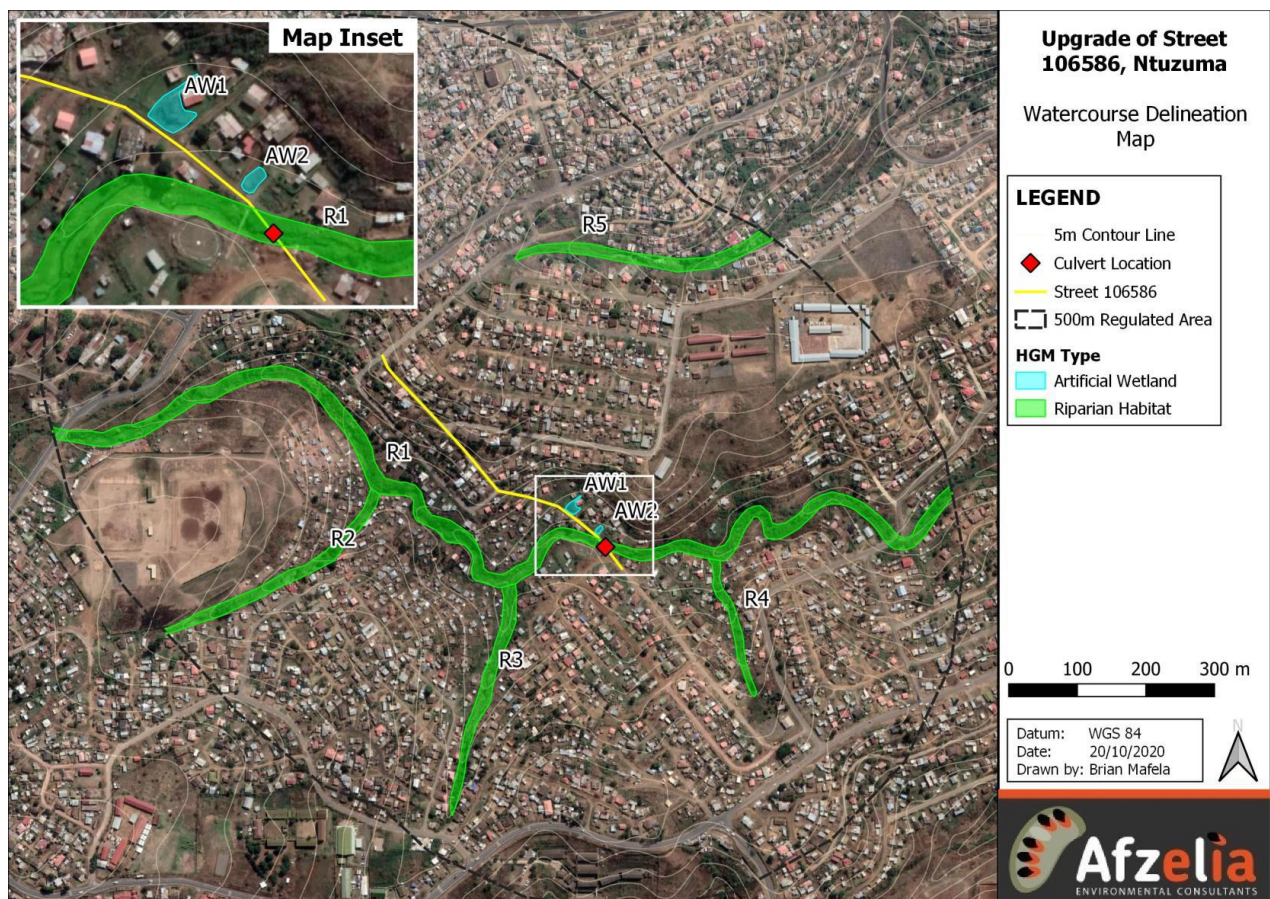 Map Inset
AW1
AW2
R1
R5
R1
R2
AW1
AW2
R3
R4
Upgrade of Street
106586, Ntuzuma
Watercourse Delineation
Map
LEGEND
5m Contour Line
Culvert Location
Street 106586
500m Regulated Area
HGM Type
Artificial Wetland
Riparian Habitat
0 100 200 300 m
N
Datum: WGS 84
Date: 20/10/2020
Drawn by: Brian Mafela
Afzelia
ENVIRONMENTAL CONSULTANTS